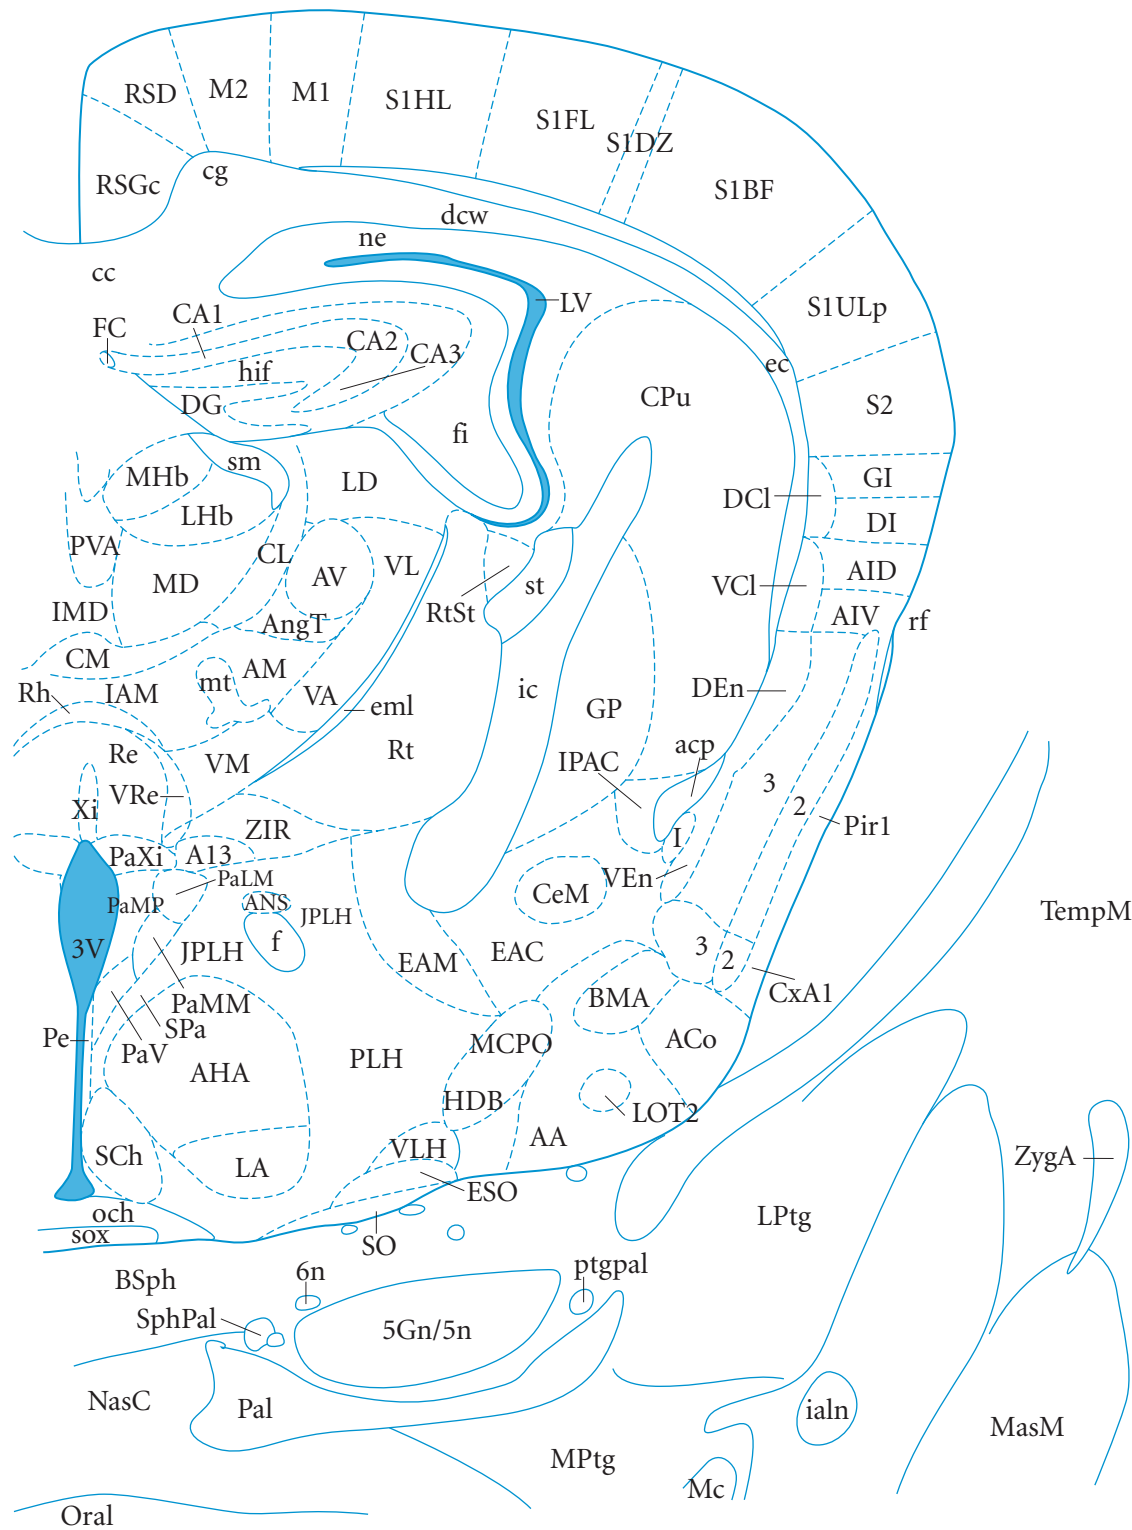 RSD
M2
M1
S1HL
S1FL
S1DZ
S1BF
RSGc
cg
dcw
ne
cc
LV
S1ULp
FC
CA1
CA2
CA3
hif
ec
CPu
DG
S2
fi
MHb
sm
LD
GI
DCl
LHb
DI
PVA
CL
VL
AV
MD
st
VCl
AID
IMD
RtSt
AngT
AIV
rf
CM
AM
mt
Rh
IAM
VA
ic
DEn
eml
GP
Re
Rt
acp
VM
IPAC
VRe
3
2
Xi
Pir1
ZIR
I
PaXi
A13
PaLM
VEn
CeM
PaMP
ANS
JPLH
TempM
3V
JPLH
f
EAM
EAC
3
2
PaMM
BMA
CxA1
SPa
Pe
PaV
MCPO
ACo
AHA
PLH
HDB
LOT2
AA
VLH
SCh
LA
ZygA
ESO
och
sox
SO
LPtg
BSph
6n
ptgpal
SphPal
5Gn/5n
NasC
Pal
ialn
MasM
MPtg
Mc
Oral